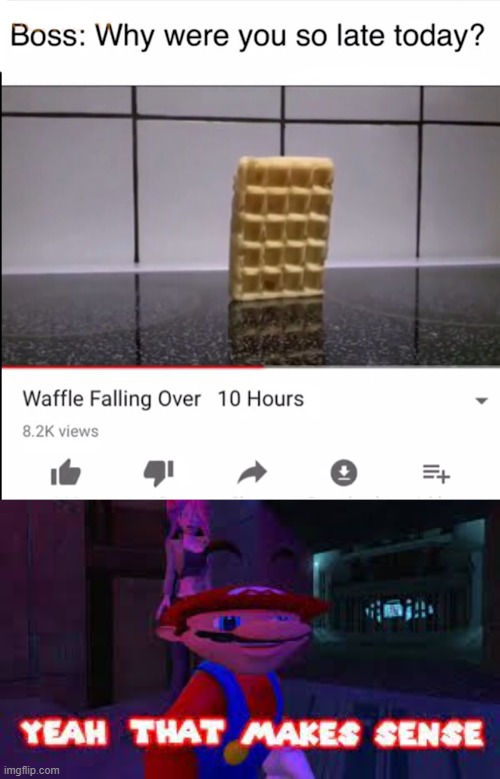 Boss: Why were you so late today?
Waffle Falling Over 10 Hours
8.2K views
YEAH THAT MAKES SENSE
imgflip.com